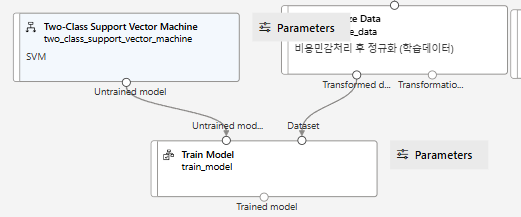 Two-Class Support Vector Machine
two_class_support_vector_machine
SVM
Untrained model
Parameters
ze Data
e_data
비용민감처리 후 정규화 (학습데이터)
Transformed d...
Transformatio...
Untrained mod...
Dataset
Train Model
train_model
Trained model
Parameters